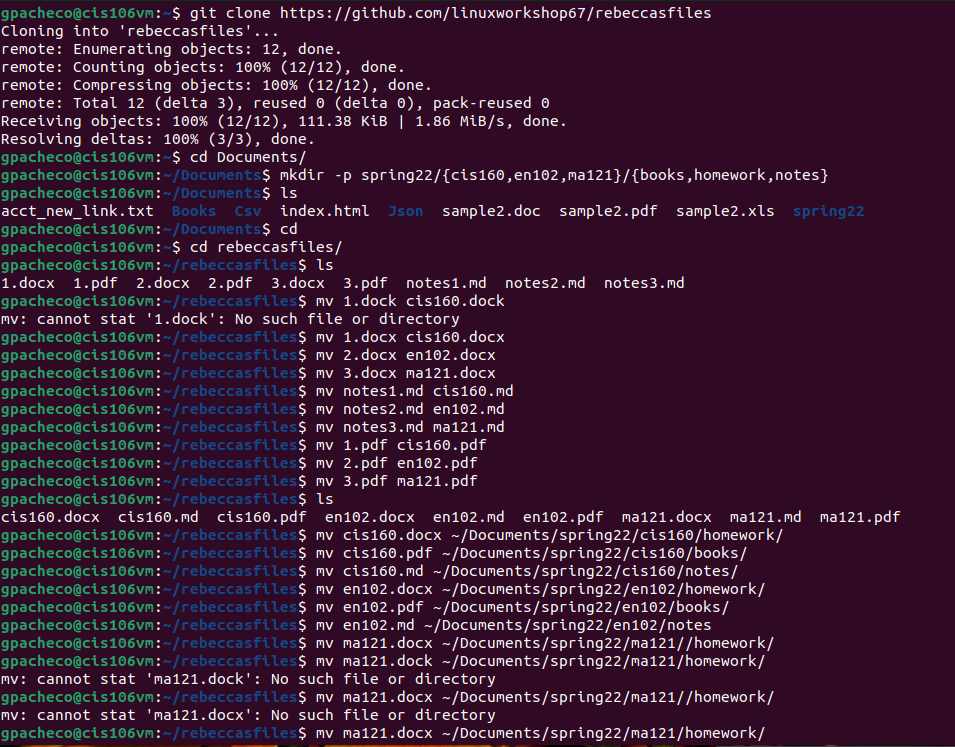 gpacheco@cis106vm:~$ git clone https://github.com/linuxworkshop67/rebeccasfiles
Cloning into 'rebeccasfiles'...
remote: Enumerating objects: 12, done.
remote: Counting objects: 100% (12/12), done.
remote: Compressing objects: 100% (12/12), done.
remote: Total 12 (delta 3), reused 0 (delta 0), pack-reused 0
Receiving objects: 100% (12/12), 111.38 KiB | 1.86 MiB/s, done.
Resolving deltas: 100% (3/3), done.
gpacheco@cis106vm:~$ cd Documents/
gpacheco@cis106vm:~/Documents$ mkdir -p spring22/{cis160,en102,ma121}/{books,homework,notes}
gpacheco@cis106vm:~/Documents$ ls
acct_new_link.txt  Books  Csv  index.html  Json  sample2.doc  sample2.pdf  sample2.xls  spring22
gpacheco@cis106vm:~/Documents$ cd
gpacheco@cis106vm:~$ cd rebeccasfiles/
gpacheco@cis106vm:~/rebeccasfiles$ ls
1.docx  1.pdf  2.docx  2.pdf  3.docx  3.pdf  notes1.md  notes2.md  notes3.md
gpacheco@cis106vm:~/rebeccasfiles$ mv 1.dock cis160.dock
mv: cannot stat '1.dock': No such file or directory
gpacheco@cis106vm:~/rebeccasfiles$ mv 1.docx cis160.docx
gpacheco@cis106vm:~/rebeccasfiles$ mv 2.docx en102.docx
gpacheco@cis106vm:~/rebeccasfiles$ mv 3.docx ma121.docx
gpacheco@cis106vm:~/rebeccasfiles$ mv notes1.md cis160.md
gpacheco@cis106vm:~/rebeccasfiles$ mv notes2.md en102.md
gpacheco@cis106vm:~/rebeccasfiles$ mv notes3.md ma121.md
gpacheco@cis106vm:~/rebeccasfiles$ mv 1.pdf cis160.pdf
gpacheco@cis106vm:~/rebeccasfiles$ mv 2.pdf en102.pdf
gpacheco@cis106vm:~/rebeccasfiles$ mv 3.pdf ma121.pdf
gpacheco@cis106vm:~/rebeccasfiles$ ls
cis160.docx  cis160.md  cis160.pdf  en102.docx  en102.md  en102.pdf  ma121.docx  ma121.md  ma121.pdf
gpacheco@cis106vm:~/rebeccasfiles$ mv cis160.docx ~/Documents/spring22/cis160/homework/
gpacheco@cis106vm:~/rebeccasfiles$ mv cis160.pdf ~/Documents/spring22/cis160/books/
gpacheco@cis106vm:~/rebeccasfiles$ mv cis160.md ~/Documents/spring22/cis160/notes/
gpacheco@cis106vm:~/rebeccasfiles$ mv en102.docx ~/Documents/spring22/en102/homework/
gpacheco@cis106vm:~/rebeccasfiles$ mv en102.pdf ~/Documents/spring22/en102/books/
gpacheco@cis106vm:~/rebeccasfiles$ mv en102.md ~/Documents/spring22/en102/notes
gpacheco@cis106vm:~/rebeccasfiles$ mv ma121.docx ~/Documents/spring22/ma121//homework/
gpacheco@cis106vm:~/rebeccasfiles$ mv ma121.dock ~/Documents/spring22/ma121/homework/
mv: cannot stat 'ma121.dock': No such file or directory
gpacheco@cis106vm:~/rebeccasfiles$ mv ma121.docx ~/Documents/spring22/ma121//homework/
mv: cannot stat 'ma121.docx': No such file or directory
gpacheco@cis106vm:~/rebeccasfiles$ mv ma121.docx ~/Documents/spring22/ma121/homework/